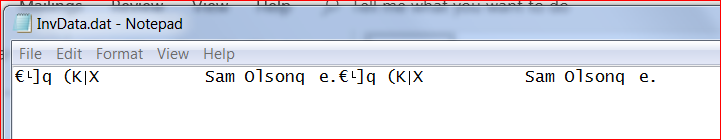 Mailings Review View Help Tell me what you want to do
InvData.dat - Notepad
File Edit Format View Help
€└]q (K|X Sam Olsonq e.€└]q (K|X Sam Olsonq e.